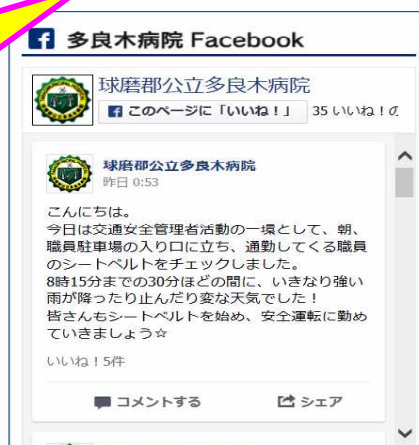 多良木病院 Facebook
球磨郡公立多良木病院
このページに「いいね！」 35 いいね！の
球磨郡公立多良木病院
昨日 0:53
こんにちは。
今日は交通安全管理者活動の一環として、朝、
職員駐車場の入り口に立ち、通勤してくる職員
のシートベルトをチェックしました。
8時15分までの30分ほどの間に、いきなり強い
雨が降ったり止んだり変な天気でした！
皆さんもシートベルトを始め、安全運転に勤め
ていきましょう☆
いいね！5件
コメントする シェア